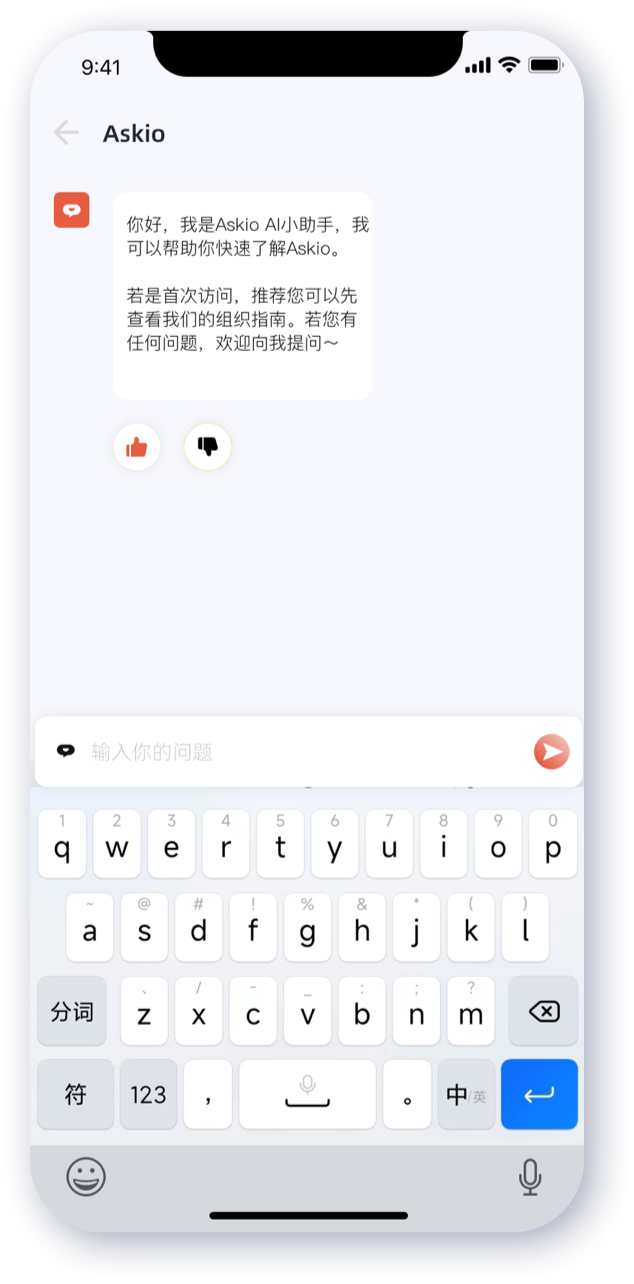 9:41
Askio
你好，我是Askio AI小助手，我
可以帮助你快速了解Askio。
若是首次访问，推荐您可以先
查看我们的组织指南。若您有
任何问题，欢迎向我提问～
输入你的问题
1 2 3 4 5 6 7 8 9 0
q w e r t y u i o p
~ @ # ! % & * ( )
a s d f g h j k l
、 / - _ : ; ?
分词 z x c v b n m
符 123 ， 。 中/英